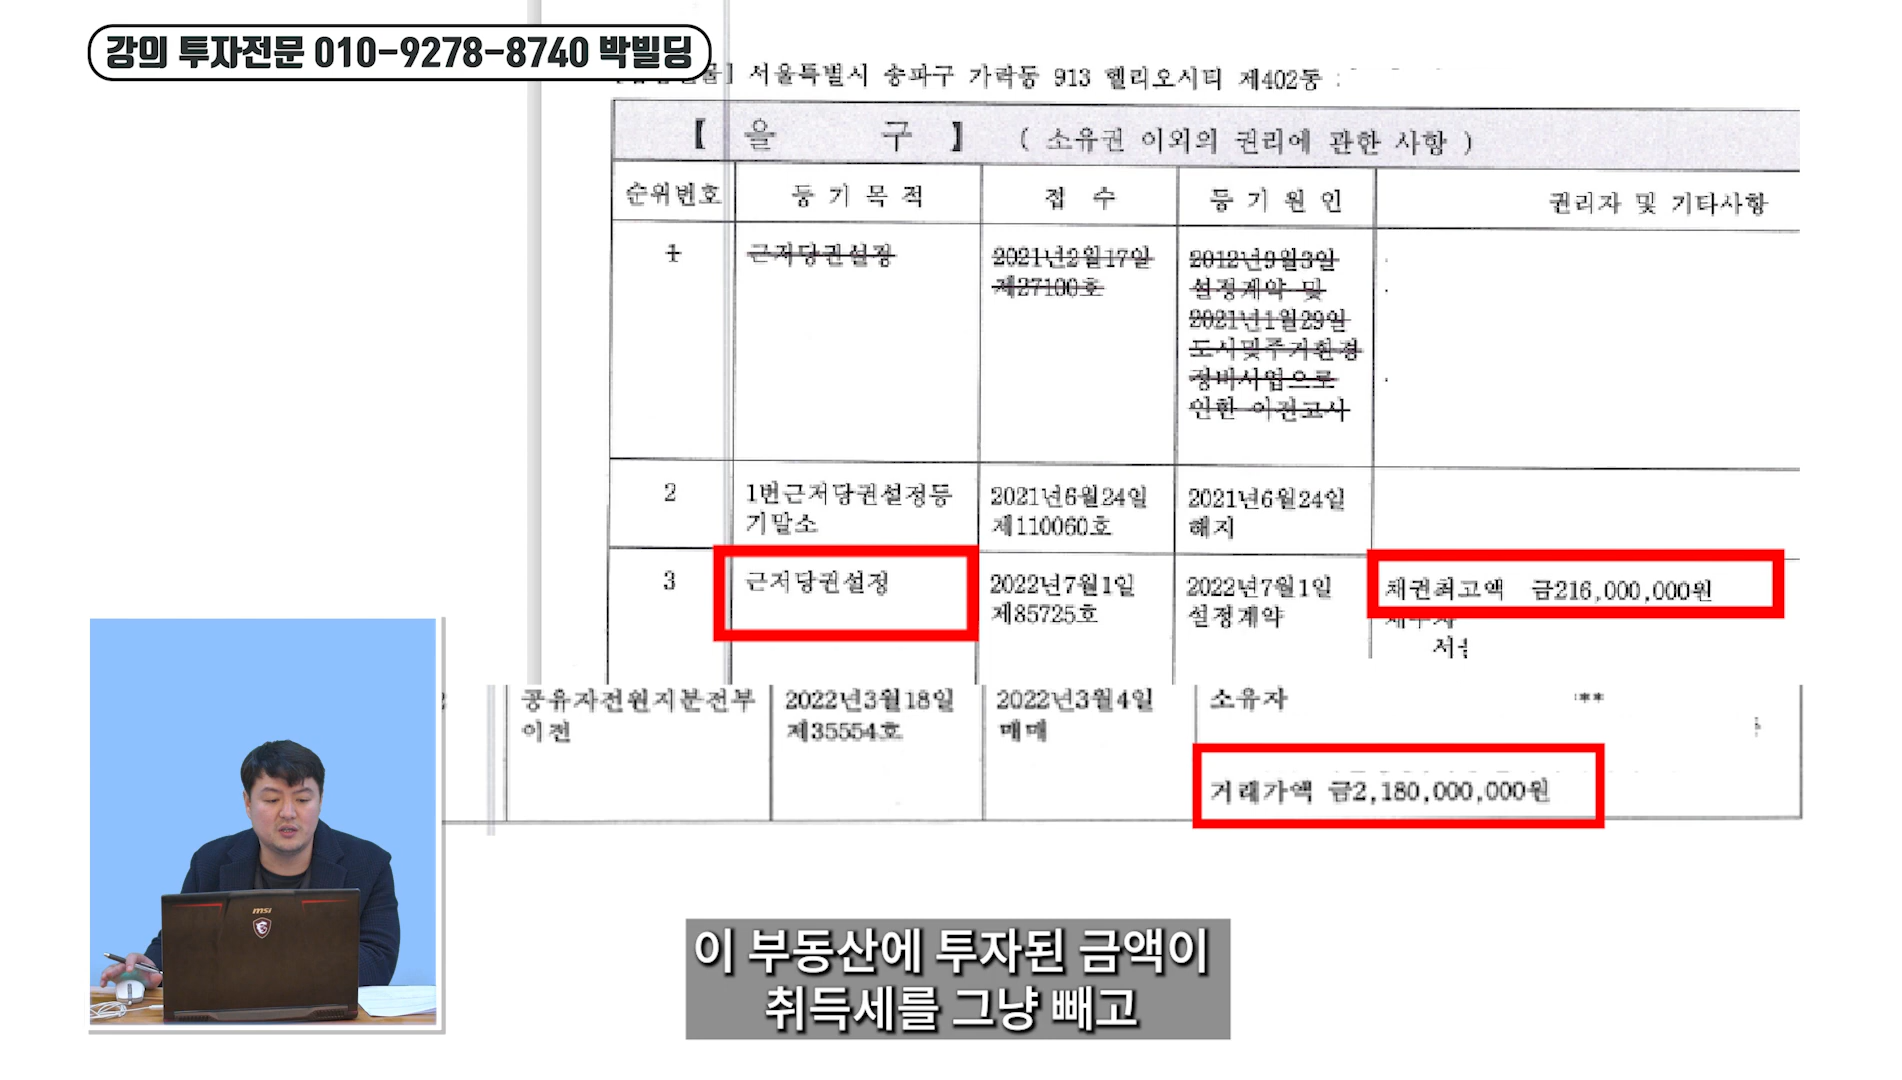 강의 투자전문 010-9278-8740 박빌딩
서울특별시 송파구 가락동 913 헬리오시티 제402동
【 을 구 】 ( 소유권 이외의 권리에 관한 사항 )
순위번호 등 기 목 적 접 수 등 기 원 인 권리자 및 기타사항
1 근저당권설정 2021년2월17일 2012년9월3일
제27100호 설정계약 및
2021년1월29일
도시및주거환경
정비사업으로
인한 이전고시
2 1번근저당권설정등 2021년6월24일 2021년6월24일
기말소 제110060호 해지
3 근저당권설정 2022년7월1일 2022년7월1일 채권최고액 금216,000,000원
제85725호 설정계약
공유자전원지분전부 2022년3월18일 2022년3월4일 소유자 **
이전 제35554호 매매
거래가액 금2,180,000,000원
msi
이 부동산에 투자된 금액이
취득세를 그냥 빼고